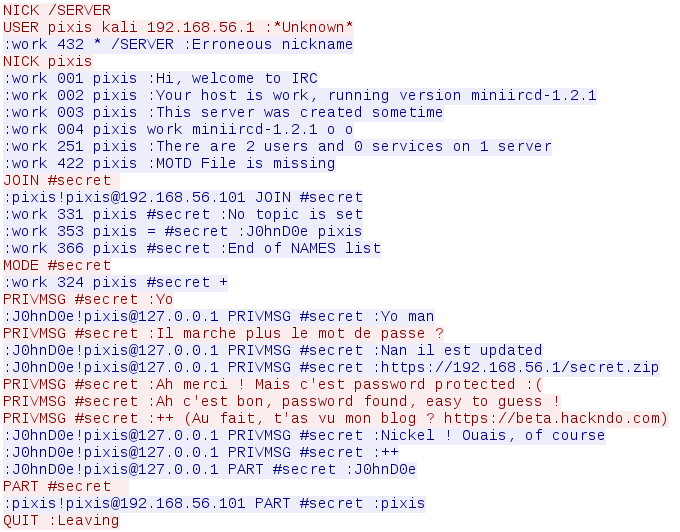 NICK /SERVER
USER pixis kali 192.168.56.1 :*Unknown*
:work 432 * /SERVER :Erroneous nickname
NICK pixis
:work 001 pixis :Hi, welcome to IRC
:work 002 pixis :Your host is work, running version miniircd-1.2.1
:work 003 pixis :This server was created sometime
:work 004 pixis work miniircd-1.2.1 o o
:work 251 pixis :There are 2 users and 0 services on 1 server
:work 422 pixis :MOTD File is missing
JOIN #secret
:pixis!pixis@192.168.56.101 JOIN #secret
:work 331 pixis #secret :No topic is set
:work 353 pixis = #secret :J0hnD0e pixis
:work 366 pixis #secret :End of NAMES list
MODE #secret
:work 324 pixis #secret +
PRIVMSG #secret :Yo
:J0hnD0e!pixis@127.0.0.1 PRIVMSG #secret :Yo man
PRIVMSG #secret :Il marche plus le mot de passe ?
:J0hnD0e!pixis@127.0.0.1 PRIVMSG #secret :Nan il est updated
:J0hnD0e!pixis@127.0.0.1 PRIVMSG #secret :https://192.168.56.1/secret.zip
PRIVMSG #secret :Ah merci ! Mais c'est password protected :(
PRIVMSG #secret :Ah c'est bon, password found, easy to guess !
PRIVMSG #secret :++ (Au fait, t'as vu mon blog ? https://beta.hackndo.com)
:J0hnD0e!pixis@127.0.0.1 PRIVMSG #secret :Nickel ! Ouais, of course
:J0hnD0e!pixis@127.0.0.1 PRIVMSG #secret :++
:J0hnD0e!pixis@127.0.0.1 PART #secret :J0hnD0e
PART #secret
:pixis!pixis@192.168.56.101 PART #secret :pixis
QUIT :Leaving